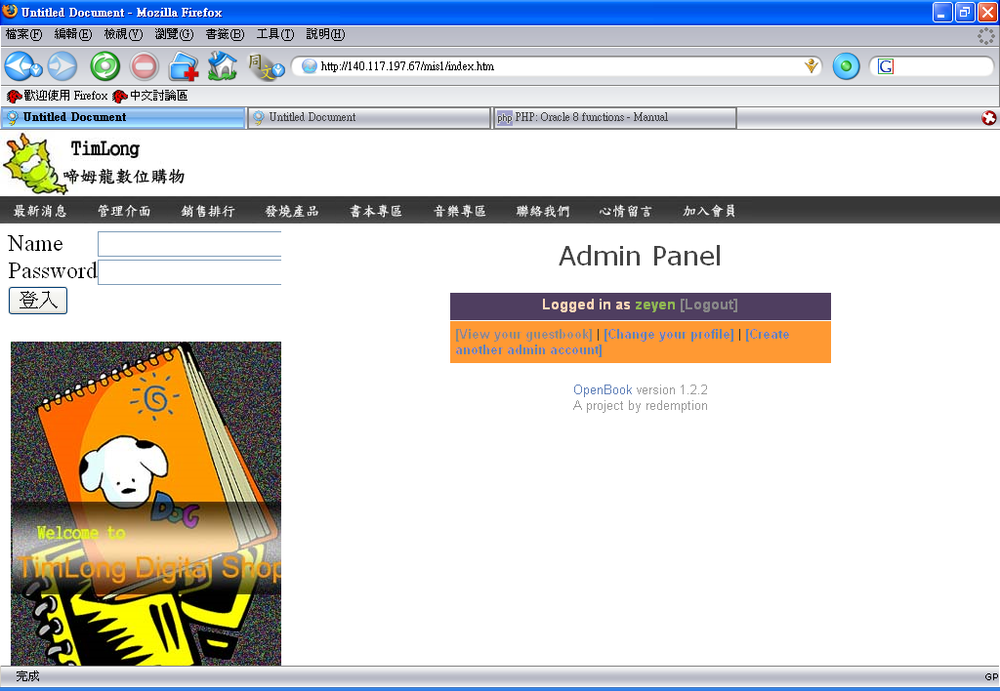 Untitled Document - Mozilla Firefox
檔案(F) 編輯(E) 檢視(V) 瀏覽(G) 書籤(B) 工具(T) 說明(H)
http://140.117.197.67/mis1/index.htm
歡迎使用 Firefox 中文討論區
Untitled Document Untitled Document php PHP: Oracle 8 functions - Manual
TimLong
啼姆龍數位購物
最新消息 管理介面 銷售排行 發燒產品 書本專區 音樂專區 聯絡我們 心情留言 加入會員
Name
Password
登入
Admin Panel
Logged in as zeyen [Logout]
[View your guestbook] | [Change your profile] | [Create
another admin account]
OpenBook version 1.2.2
A project by redemption
DOG
Welcome to
TimLong Digital Shop
完成
GP